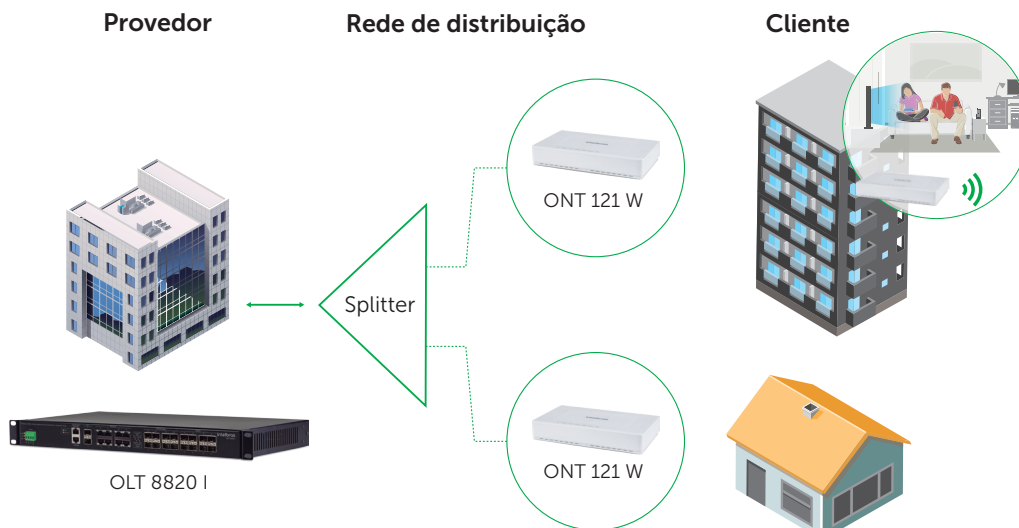 Provedor
Rede de distribuição
Cliente
ONT 121 W
Splitter
ONT 121 W
OLT 8820 I